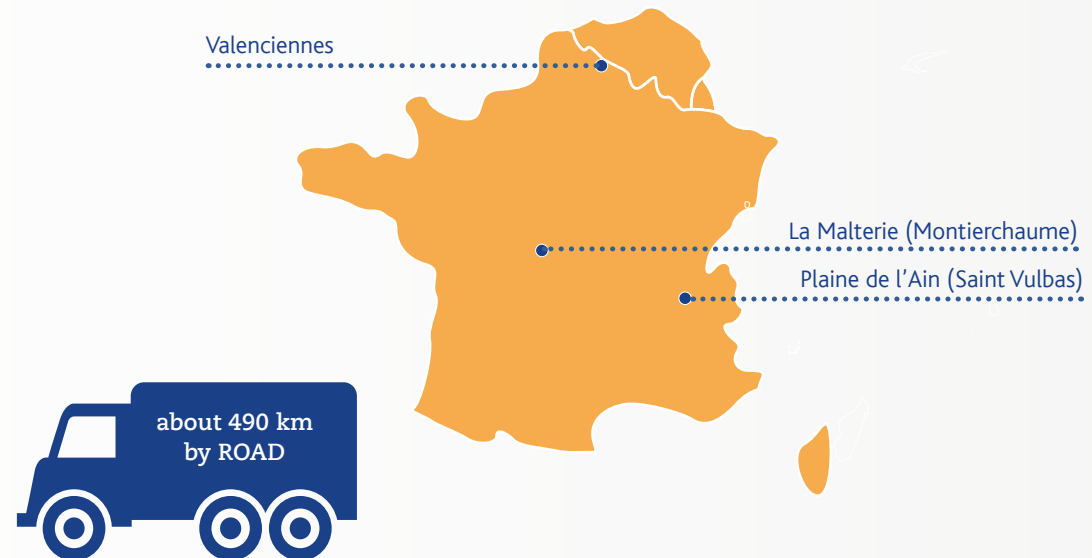 Valenciennes
La Malterie (Montierchaume)
Plaine de l’Ain (Saint Vulbas)
about 490 km
by ROAD